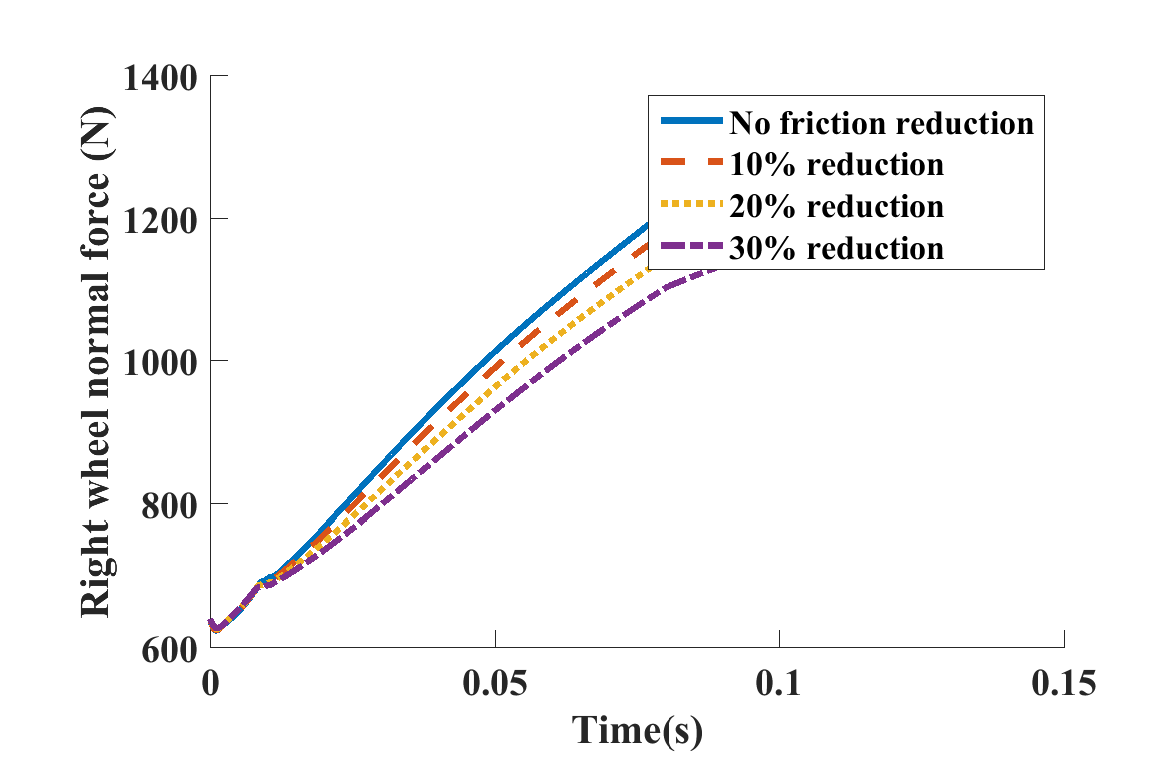 1400
1200
1000
800
600
Right wheel normal force (N)
No friction reduction
10% reduction
20% reduction
30% reduction
0
0.05
0.1
0.15
Time(s)